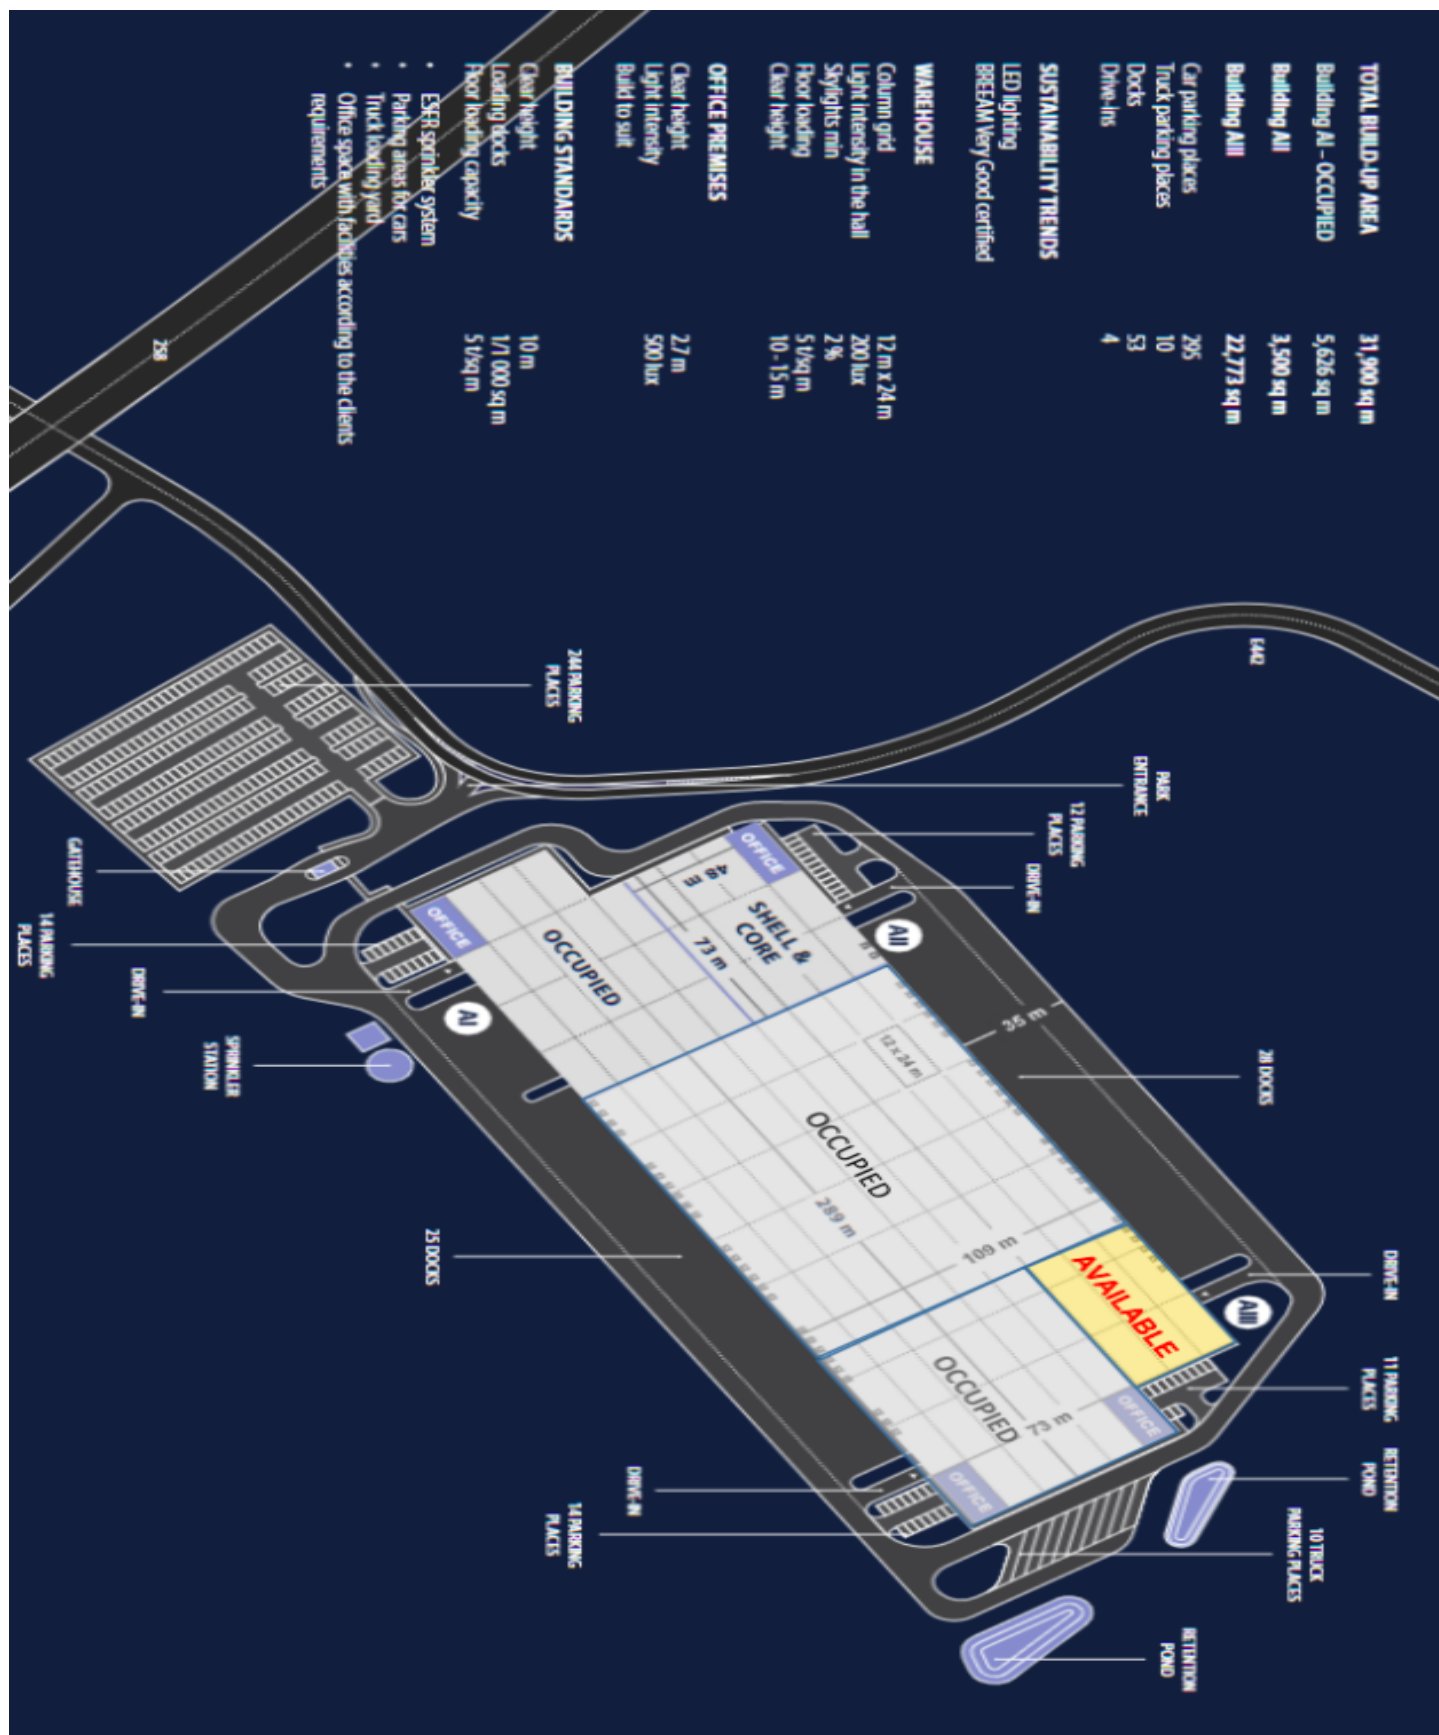 TOTAL BUILD-UP AREA 31,900 sq m
Building AI – OCCUPIED 5,626 sq m
Building AII 3,500 sq m
Building AIII 22,773 sq m
Car parking places 295
Truck parking places 10
Docks 53
Drive-ins 4
SUSTAINABILITY TRENDS
LED lighting
BREEAM Very Good certified
WAREHOUSE
Column grid 12 m x 24 m
Light intensity in the hall 200 lux
Skylights min 2 %
Floor loading 5 t/sq m
Clear height 10 - 15 m
OFFICE PREMISES
Clear height 2.7 m
Light intensity 500 lux
Build to suit
BUILDING STANDARDS
Clear height 10 m
Loading docks 1/1 000 sq m
Floor loading capacity 5 t/sq m
• ESFR sprinkler system
• Parking areas for cars
• Truck loading yard
• Office space with facilities according to the clients
requirements
258
E442
244 PARKING
PLACES
PARK
ENTRANCE
12 PARKING
PLACES
DRIVE-IN
28 DOCKS
DRIVE-IN
11 PARKING
PLACES
RETENTION
POND
10 TRUCK
PARKING PLACES
RETENTION
POND
GATEHOUSE
14 PARKING
PLACES
DRIVE-IN
SPRINKLER
STATION
25 DOCKS
DRIVE-IN
14 PARKING
PLACES
OFFICE
48 m
SHELL &
CORE
73 m
AII
35 m
OFFICE
OCCUPIED
AI
12 x 24 m
OCCUPIED
289 m
109 m
AVAILABLE
AIII
OCCUPIED
73 m
OFFICE
OFFICE